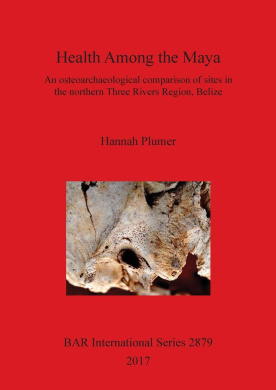 Health Among the Maya
An osteoarchaeological comparison of sites in
the northern Three Rivers Region, Belize
Hannah Plumer
BAR International Series 2879
2017